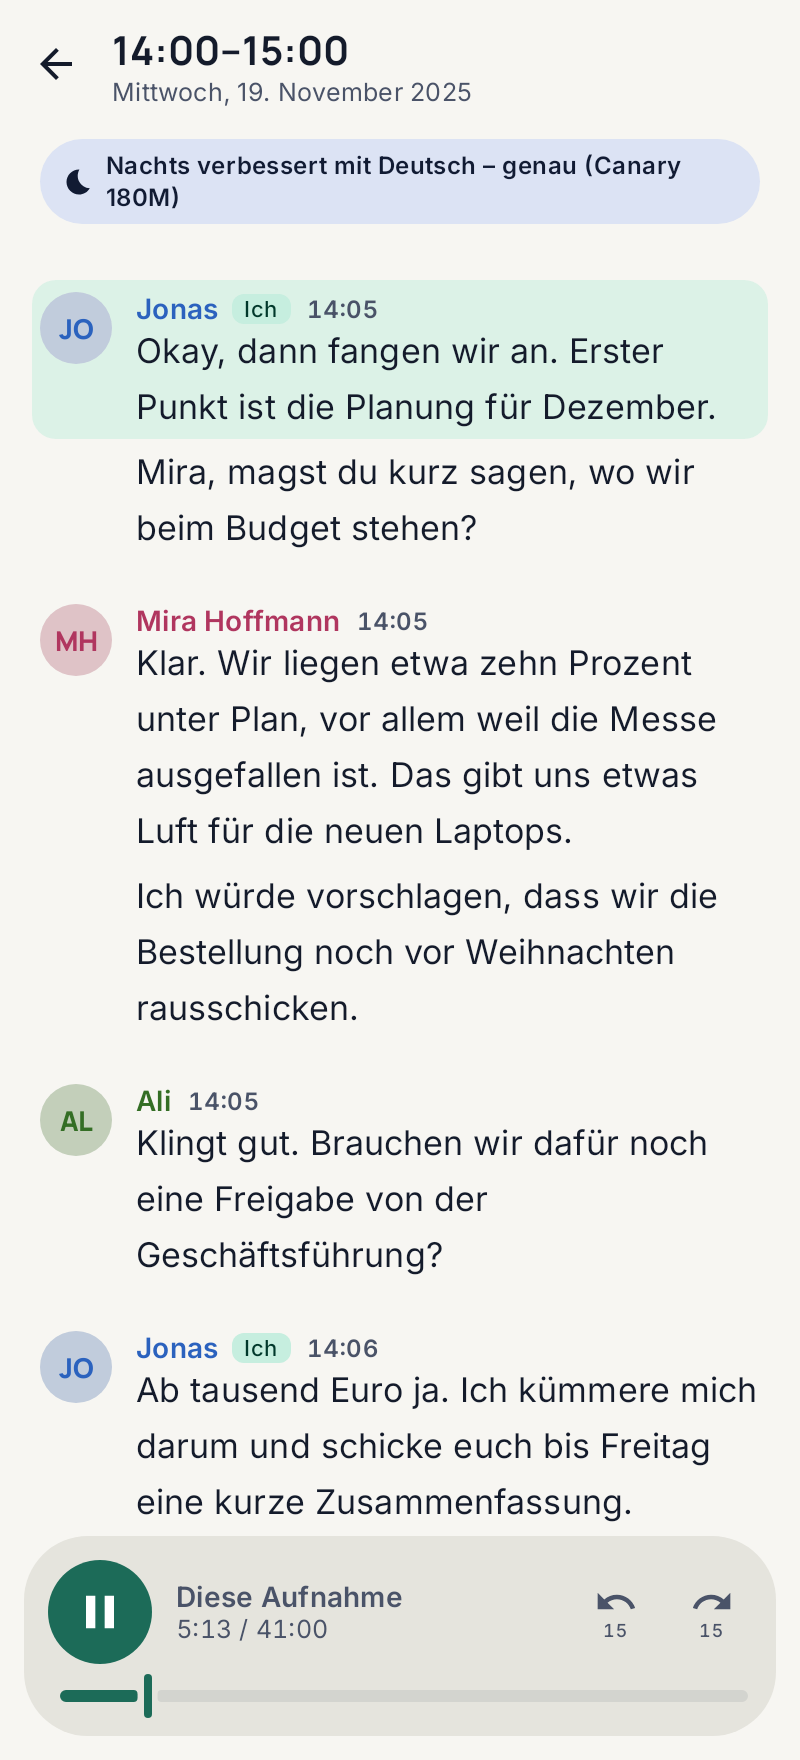 14:00–15:00
Mittwoch, 19. November 2025
Nachts verbessert mit Deutsch – genau (Canary
180M)
JO
Jonas Ich 14:05
Okay, dann fangen wir an. Erster
Punkt ist die Planung für Dezember.
Mira, magst du kurz sagen, wo wir
beim Budget stehen?
MH
Mira Hoffmann 14:05
Klar. Wir liegen etwa zehn Prozent
unter Plan, vor allem weil die Messe
ausgefallen ist. Das gibt uns etwas
Luft für die neuen Laptops.
Ich würde vorschlagen, dass wir die
Bestellung noch vor Weihnachten
rausschicken.
AL
Ali 14:05
Klingt gut. Brauchen wir dafür noch
eine Freigabe von der
Geschäftsführung?
JO
Jonas Ich 14:06
Ab tausend Euro ja. Ich kümmere mich
darum und schicke euch bis Freitag
eine kurze Zusammenfassung.
Diese Aufnahme
5:13 / 41:00
15 15